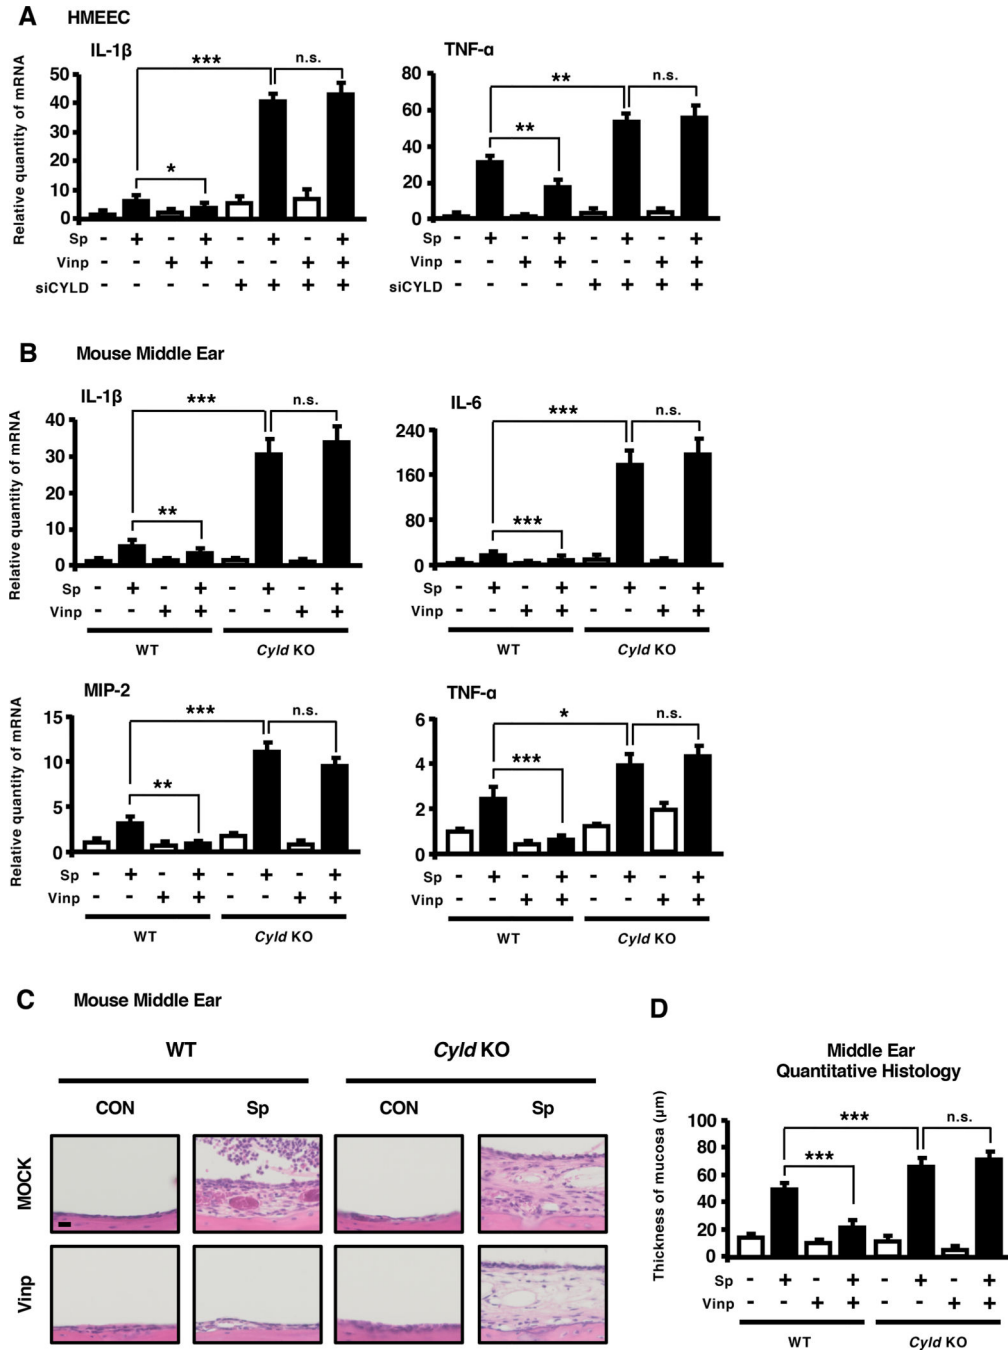 A HMEEC
IL-1β
Relative quantity of mRNA
50
40
30
20
10
0
*** n.s.
*
Sp - + - + - + - +
Vinp - - + + - - + +
siCYLD - - - - + + + +
TNF-α
80
60
40
20
0
** n.s.
**
- + - + - + - +
- - + + - - + +
- - - - + + + +
B Mouse Middle Ear
IL-1β
Relative quantity of mRNA
40
30
20
10
0
*** n.s.
**
Sp - + - + - + - +
Vinp - - + + - - + +
WT Cyld KO
IL-6
240
160
80
0
*** n.s.
***
Sp - + - + - + - +
Vinp - - + + - - + +
WT Cyld KO
MIP-2
Relative quantity of mRNA
15
10
5
0
*** n.s.
**
Sp - + - + - + - +
Vinp - - + + - - + +
WT Cyld KO
TNF-α
6
4
2
0
* n.s.
***
Sp - + - + - + - +
Vinp - - + + - - + +
WT Cyld KO
C Mouse Middle Ear
WT Cyld KO
CON Sp CON Sp
MOCK
Vinp
D
Middle Ear
Quantitative Histology
Thickness of mucosa (μm)
100
80
60
40
20
0
*** n.s.
***
Sp - + - + - + - +
Vinp - - + + - - + +
WT Cyld KO